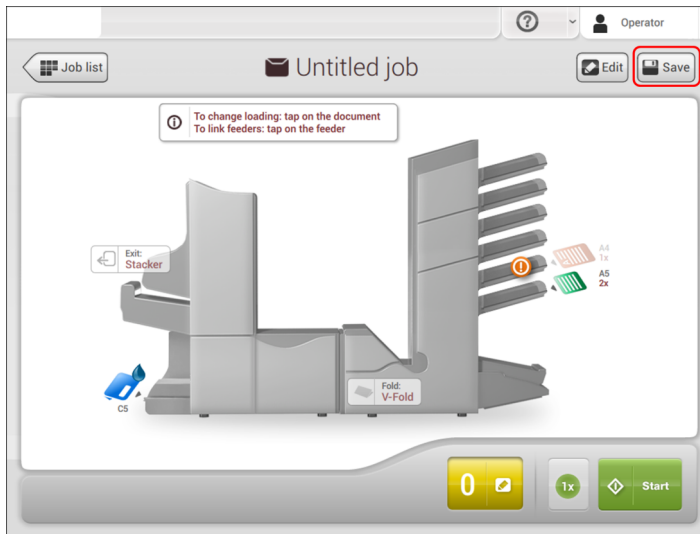 Operator
Job list
Untitled job
Edit
Save
To change loading: tap on the document
To link feeders: tap on the feeder
Exit:
Stacker
A4
1x
A5
2x
C5
Fold:
V-Fold
0
1x
Start